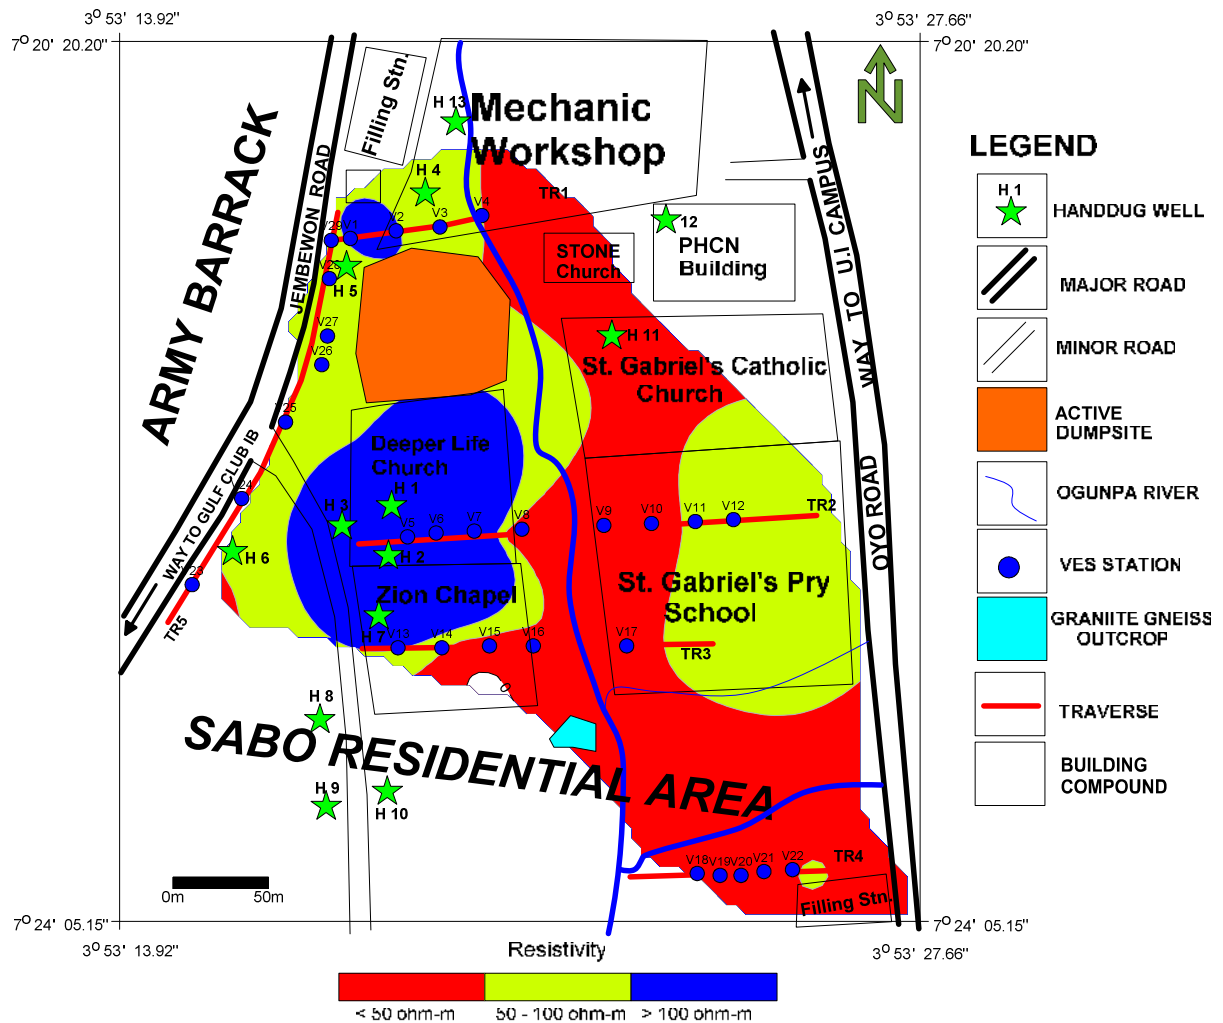 3° 53' 13.92"
3° 53' 27.66"
7° 20' 20.20"
7° 20' 20.20"
Filling Stn.
H 13
Mechanic
Workshop
ARMY BARRACK
JEMBEWON ROAD
H 4
TR1
V4
V3
V2
V1
V29
12
PHCN
Building
STONE
Church
WAY TO U.I CAMPUS
V28
H 5
V27
V26
H 11
St. Gabriel's Catholic
Church
V25
WAY TO GULF CLUB IB
Deeper Life
Church
H 1
H 3
V5
V6
V7
V8
V9
V10
V11
V12
TR2
OYO ROAD
V24
H 6
H 2
V23
TR5
Zion Chapel
St. Gabriel's Pry
School
H 7
V13
V14
V15
V16
V17
TR3
H 8
SABO RESIDENTIAL AREA
H 9
H 10
V18
V19
V20
V21
V22
TR4
Filling Stn.
0m
50m
7° 24' 05.15"
7° 24' 05.15"
3° 53' 13.92"
3° 53' 27.66"
LEGEND
H 1
HANDDUG WELL
MAJOR ROAD
MINOR ROAD
ACTIVE
DUMPSITE
OGUNPA RIVER
VES STATION
GRANIITE GNEISS
OUTCROP
TRAVERSE
BUILDING
COMPOUND
Resistivity
< 50 ohm-m
50 - 100 ohm-m
> 100 ohm-m